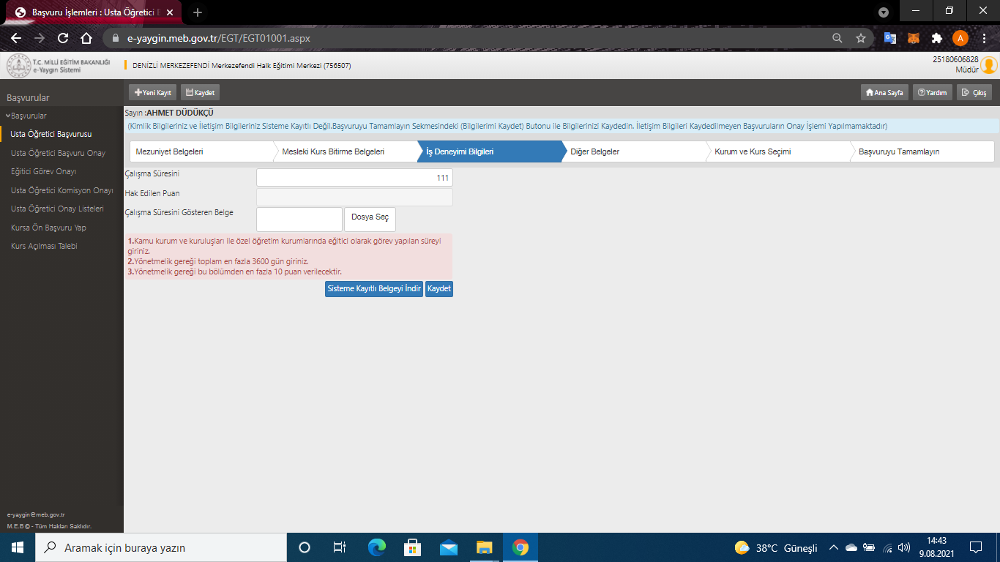 Başvuru İşlemleri : Usta Öğretici
e-yaygin.meb.gov.tr/EGT/EGT01001.aspx
A
T.C. MİLLİ EĞİTİM BAKANLIĞI
e-Yaygın Sistemi
DENİZLİ MERKEZEFENDİ Merkezefendi Halk Eğitimi Merkezi (756507)
25180606828
Müdür
Başvurular
Yeni Kayıt
Kaydet
Ana Sayfa
Yardım
Çıkış
Başvurular
Usta Öğretici Başvurusu
Usta Öğretici Başvuru Onay
Eğitici Görev Onayı
Usta Öğretici Komisyon Onayı
Usta Öğretici Onay Listeleri
Kursa Ön Başvuru Yap
Kurs Açılması Talebi
Sayın :AHMET DÜDÜKÇÜ
(Kimlik Bilgileriniz ve İletişim Bilgileriniz Sisteme Kayıtlı Değil.Başvuruyu Tamamlayın Sekmesindeki (Bilgilerimi Kaydet) Butonu ile Bilgilerinizi Kaydedin. İletişim Bilgileri Kaydedilmeyen Başvuruların Onay İşlemi Yapılmamaktadır)
Mezuniyet Belgeleri
Mesleki Kurs Bitirme Belgeleri
İş Deneyimi Bilgileri
Diğer Belgeler
Kurum ve Kurs Seçimi
Başvuruyu Tamamlayın
Çalışma Süresini
111
Hak Edilen Puan
Çalışma Süresini Gösteren Belge
Dosya Seç
1.Kamu kurum ve kuruluşları ile özel öğretim kurumlarında eğitici olarak görev yapılan süreyi
giriniz.
2.Yönetmelik gereği toplam en fazla 3600 gün giriniz.
3.Yönetmelik gereği bu bölümden en fazla 10 puan verilecektir.
Sisteme Kayıtlı Belgeyi İndir
Kaydet
e-yaygin@meb.gov.tr
M.E.B © - Tüm Hakları Saklıdır.
Aramak için buraya yazın
38°C Güneşli
14:43
9.08.2021